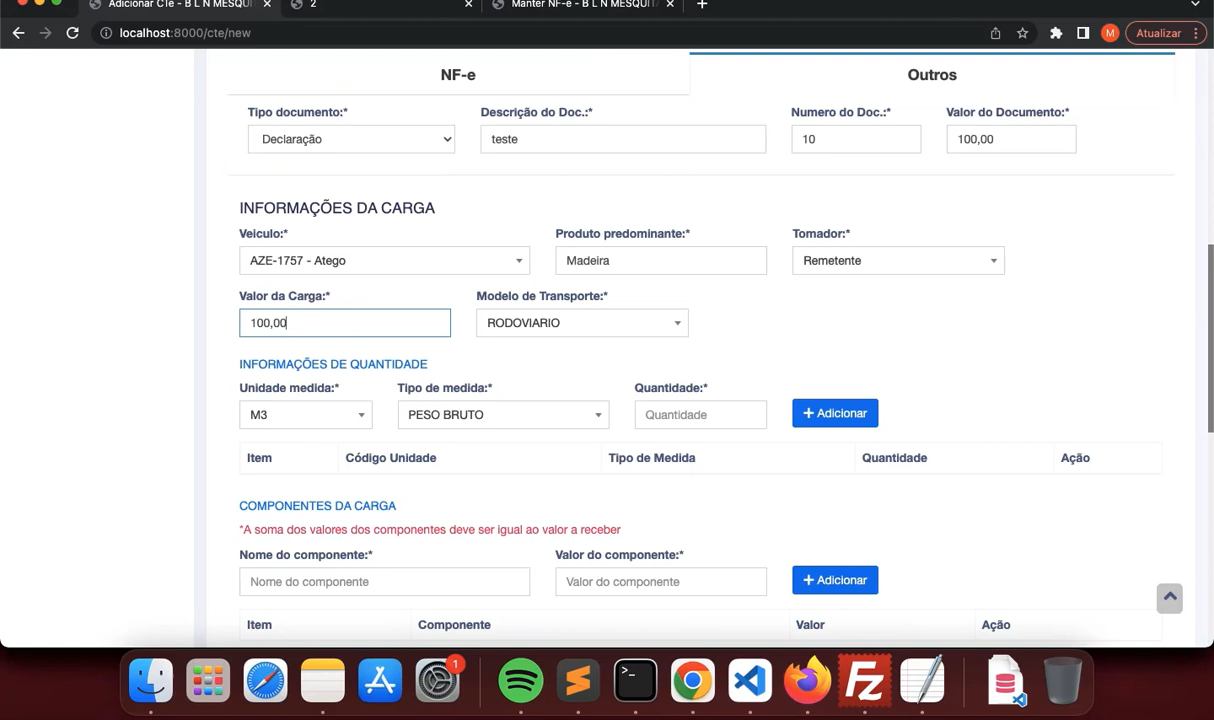 Adicionar CTe - B L N MESQUI
2
Manter NF-e - B L N MESQUITA
localhost:8000/cte/new
M
Atualizar
NF-e
Outros
Tipo documento:*
Descrição do Doc.:*
Numero do Doc.:*
Valor do Documento:*
Declaração
teste
10
100,00
INFORMAÇÕES DA CARGA
Veiculo:*
Produto predominante:*
Tomador:*
AZE-1757 - Atego
Madeira
Remetente
Valor da Carga:*
Modelo de Transporte:*
100,00
RODOVIARIO
INFORMAÇÕES DE QUANTIDADE
Unidade medida:*
Tipo de medida:*
Quantidade:*
M3
PESO BRUTO
Quantidade
+ Adicionar
Item
Código Unidade
Tipo de Medida
Quantidade
Ação
COMPONENTES DA CARGA
*A soma dos valores dos componentes deve ser igual ao valor a receber
Nome do componente:*
Valor do componente:*
Nome do componente
Valor do componente
+ Adicionar
Item
Componente
Valor
Ação
1